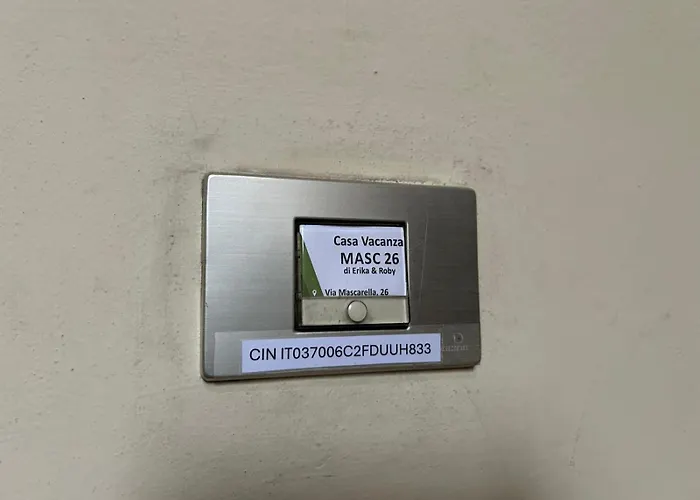 Casa Vacanza
MASC 26
di Erika & Roby
Via Mascarella, 26
CIN IT037006C2FDUUH833